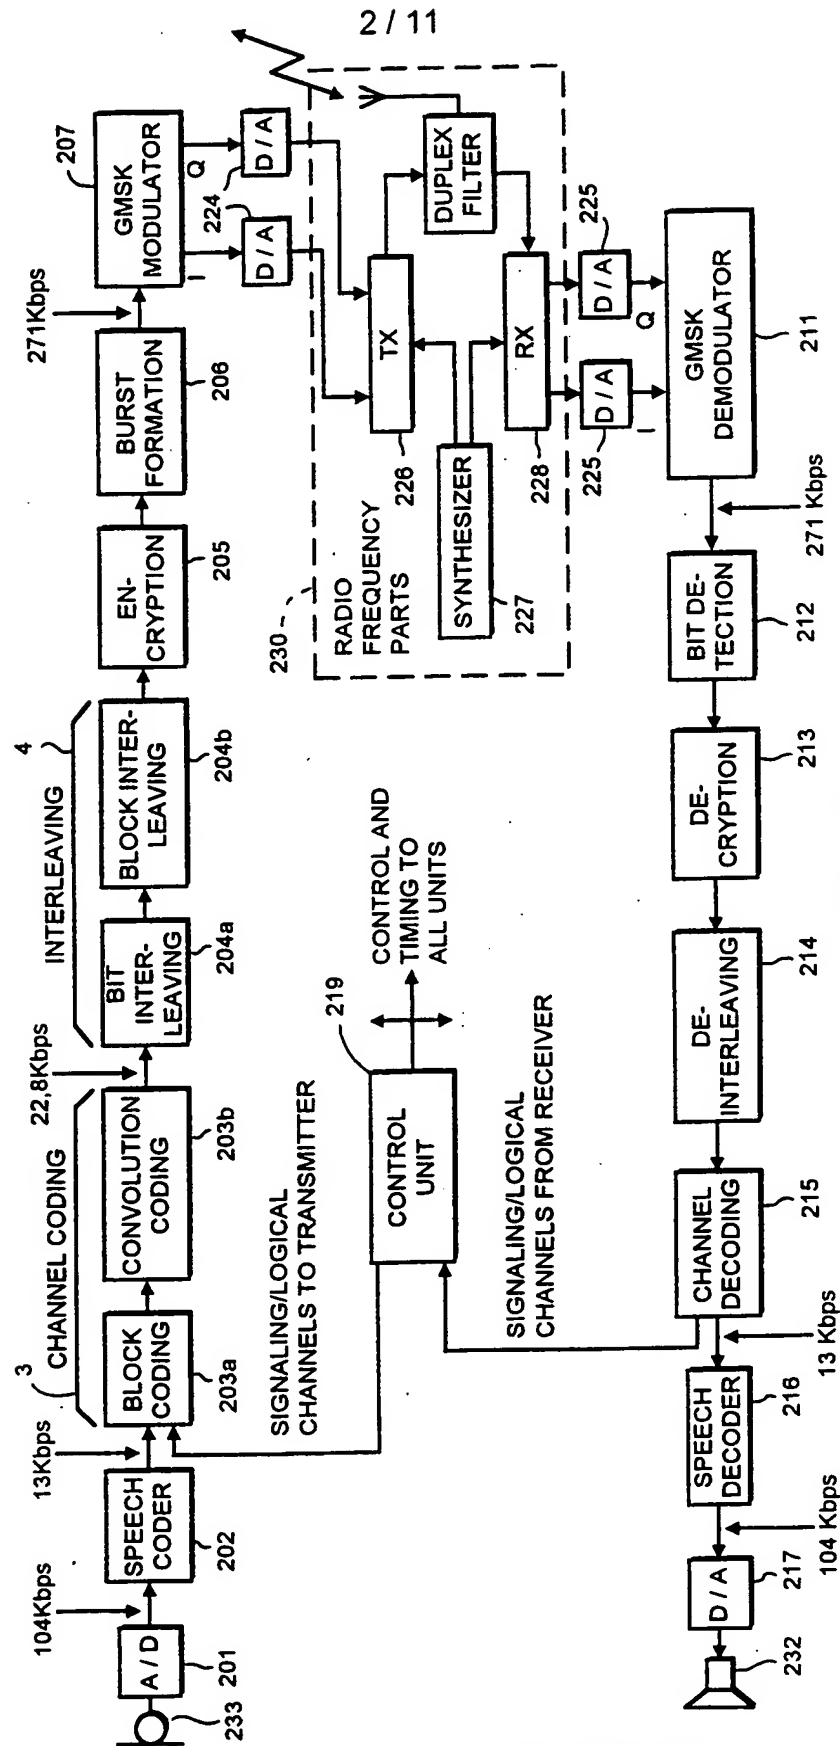 2 / 11
233
A / D
201
104Kbps
SPEECH
CODER
202
13Kbps
3
CHANNEL CODING
BLOCK
CODING
203a
CONVOLUTION
CODING
203b
22,8Kbps
4
INTERLEAVING
BIT
INTER-
LEAVING
204a
BLOCK INTER-
LEAVING
204b
EN-
CRYPTION
205
BURST
FORMATION
206
271Kbps
GMSK
MODULATOR
207
I
Q
D / A
D / A
224
230
RADIO
FREQUENCY
PARTS
TX
226
DUPLEX
FILTER
SYNTHESIZER
227
RX
228
SIGNALING/LOGICAL
CHANNELS TO TRANSMITTER
CONTROL
UNIT
219
CONTROL AND
TIMING TO
ALL UNITS
SIGNALING/LOGICAL
CHANNELS FROM RECEIVER
D / A
225
D / A
225
I
Q
GMSK
DEMODULATOR
211
271 Kbps
BIT DE-
TECTION
212
DE-
CRYPTION
213
DE-
INTERLEAVING
214
CHANNEL
DECODING
215
13 Kbps
SPEECH
DECODER
216
104 Kbps
D / A
217
232